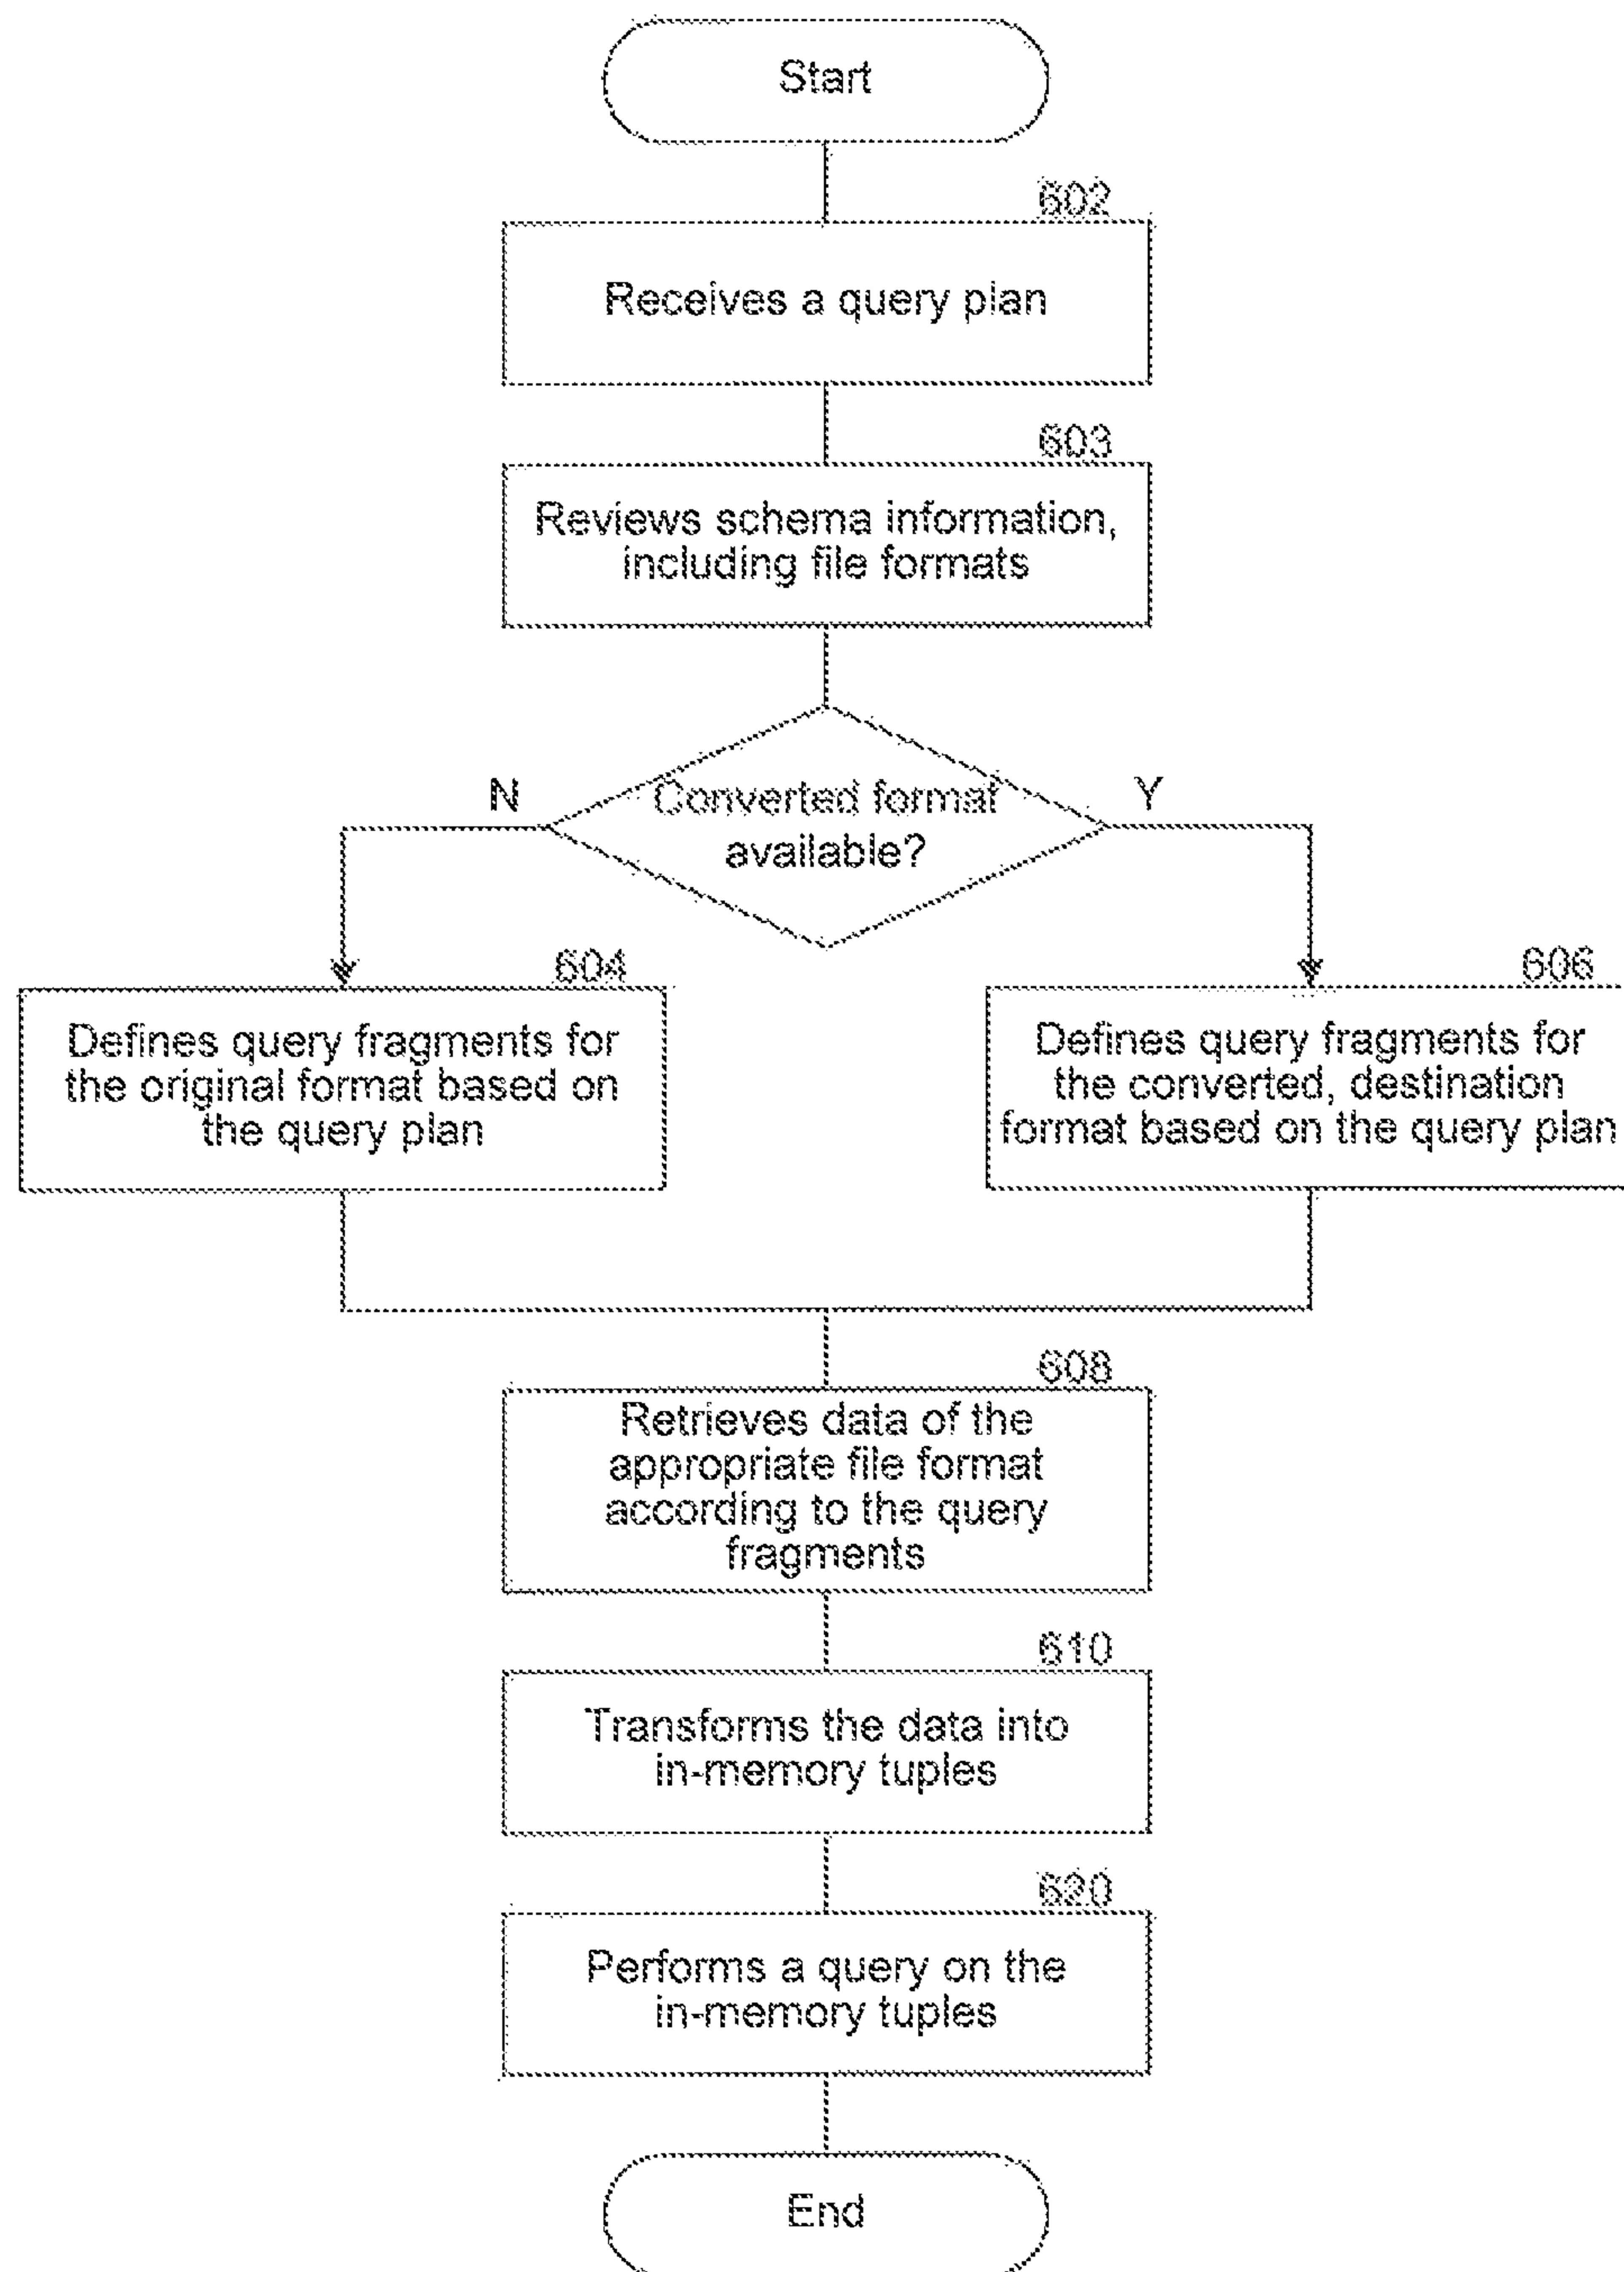 Start
602
Receives a query plan
603
Reviews schema information,
including file formats
Converted format
available?
N
Y
604
Defines query fragments for
the original format based on
the query plan
606
Defines query fragments for
the converted, destination
format based on the query plan
608
Retrieves data of the
appropriate file format
according to the query
fragments
610
Transforms the data into
in-memory tuples
620
Performs a query on the
in-memory tuples
End